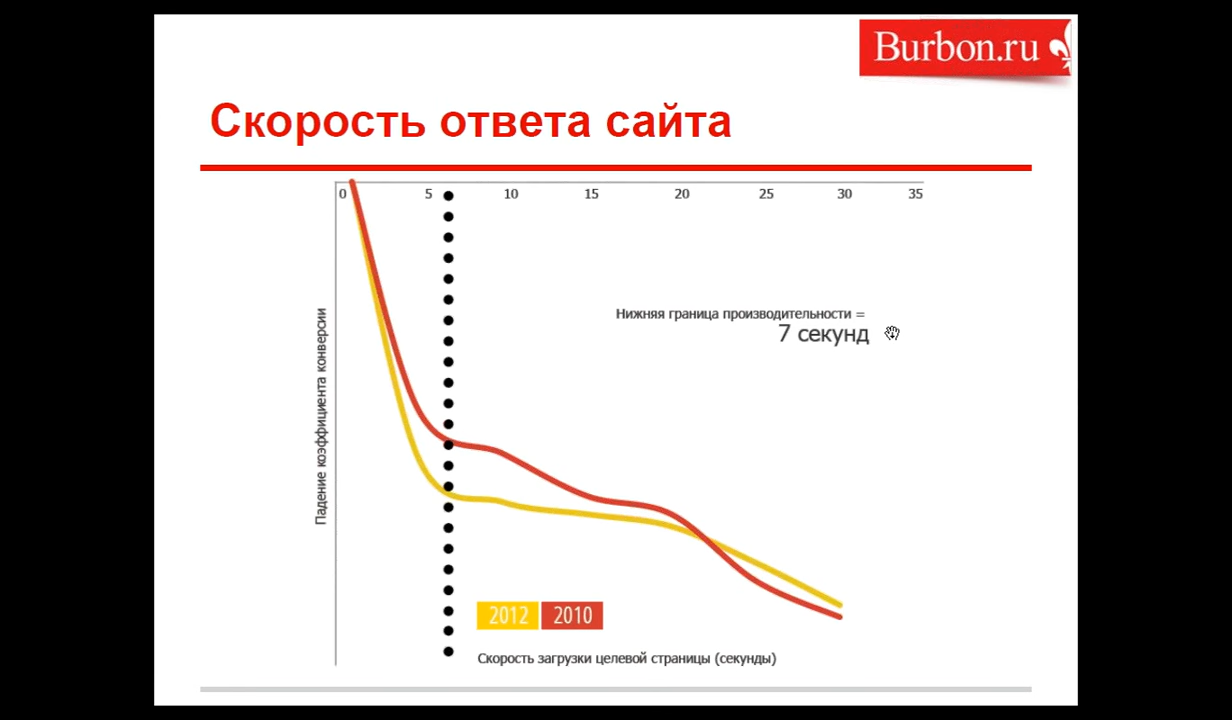 Burbon.ru
Скорость ответа сайта
0 5 10 15 20 25 30 35
Нижняя граница производительности =
7 секунд
Падение коэффициента конверсии
2012 2010
Скорость загрузки целевой страницы (секунды)